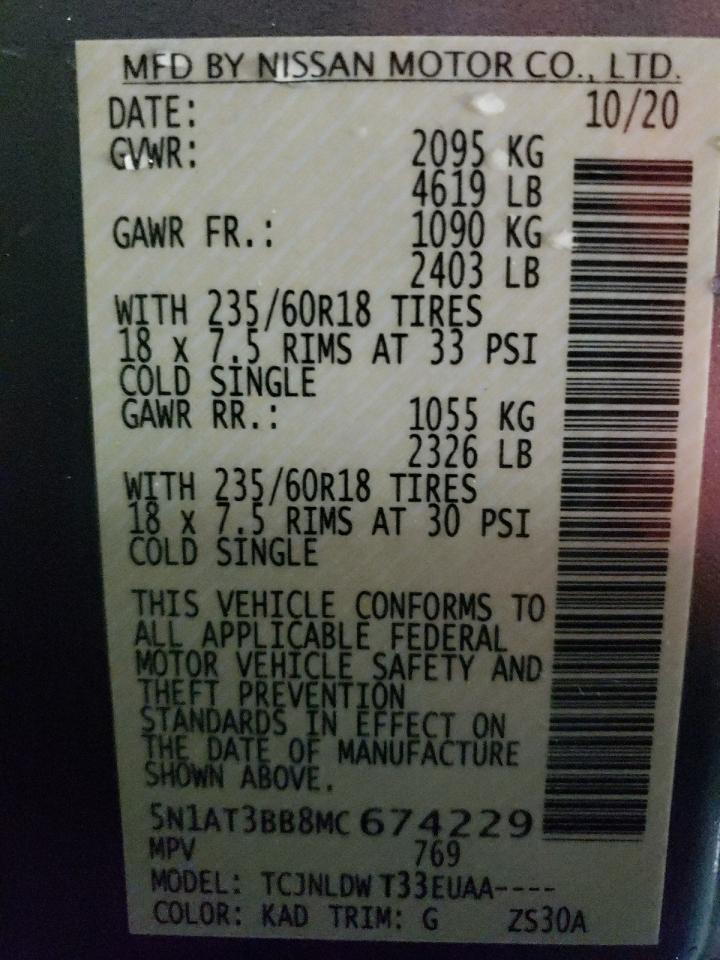 MFD BY NISSAN MOTOR CO., LTD.
DATE: 10/20
GVWR: 2095 KG
4619 LB
GAWR FR.: 1090 KG
2403 LB
WITH 235/60R18 TIRES
18 x 7.5 RIMS AT 33 PSI
COLD SINGLE
GAWR RR.: 1055 KG
2326 LB
WITH 235/60R18 TIRES
18 x 7.5 RIMS AT 30 PSI
COLD SINGLE
THIS VEHICLE CONFORMS TO
ALL APPLICABLE FEDERAL
MOTOR VEHICLE SAFETY AND
THEFT PREVENTION
STANDARDS IN EFFECT ON
THE DATE OF MANUFACTURE
SHOWN ABOVE.
5N1AT3BB8MC 674229
MPV 769
MODEL: TCJNLDW T33EUAA----
COLOR: KAD TRIM: G ZS30A